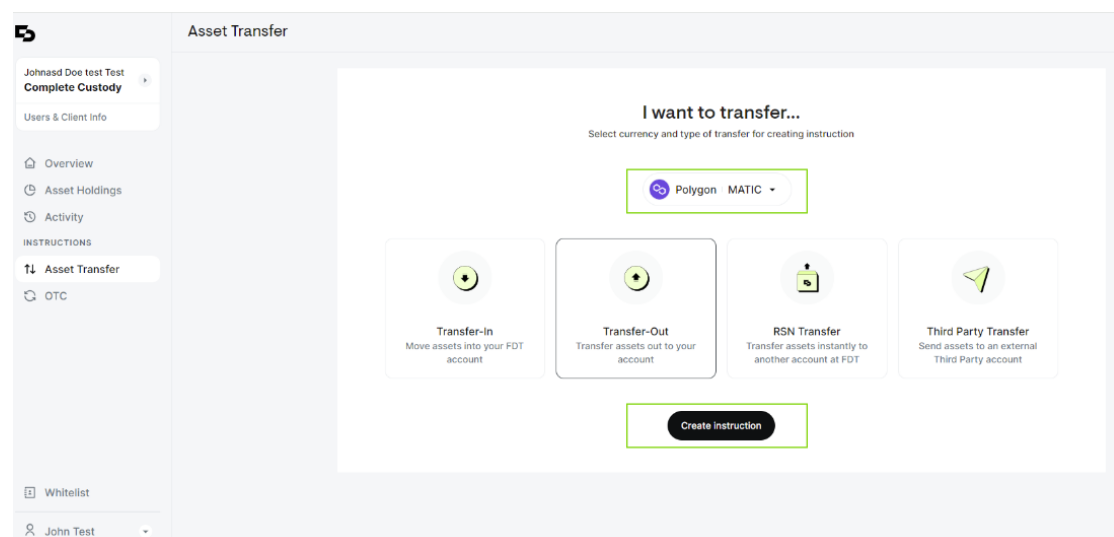 Asset Transfer
Johnasd Doe test Test
Complete Custody
Users & Client Info
Overview
Asset Holdings
Activity
INSTRUCTIONS
Asset Transfer
OTC
Whitelist
John Test
I want to transfer...
Select currency and type of transfer for creating instruction
Polygon MATIC
Transfer-In
Move assets into your FDT
account
Transfer-Out
Transfer assets out to your
account
RSN Transfer
Transfer assets instantly to
another account at FDT
Third Party Transfer
Send assets to an external
Third Party account
Create instruction